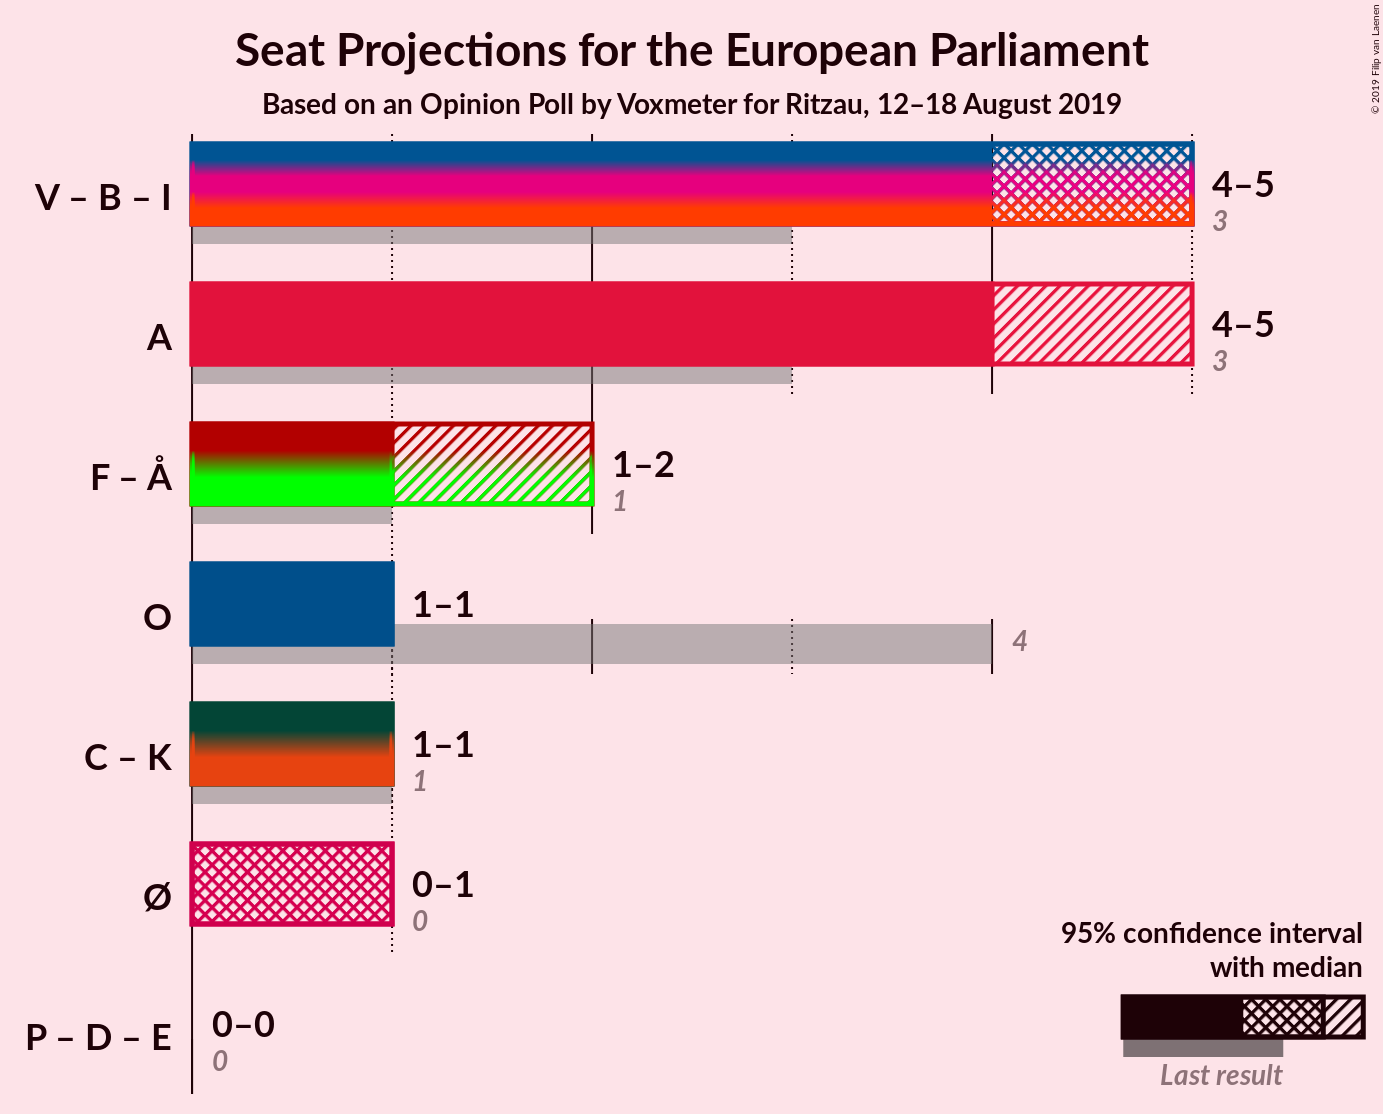 Seat Projections for the European Parliament
Based on an Opinion Poll by Voxmeter for Ritzau, 12–18 August 2019
© 2019 Filip van Laenen
V – B – I
4–5
3
A
4–5
3
F – Å
1–2
1
O
1–1
4
C – K
1–1
1
Ø
0–1
0
P – D – E
0–0
0
95% confidence interval
with median
Last result